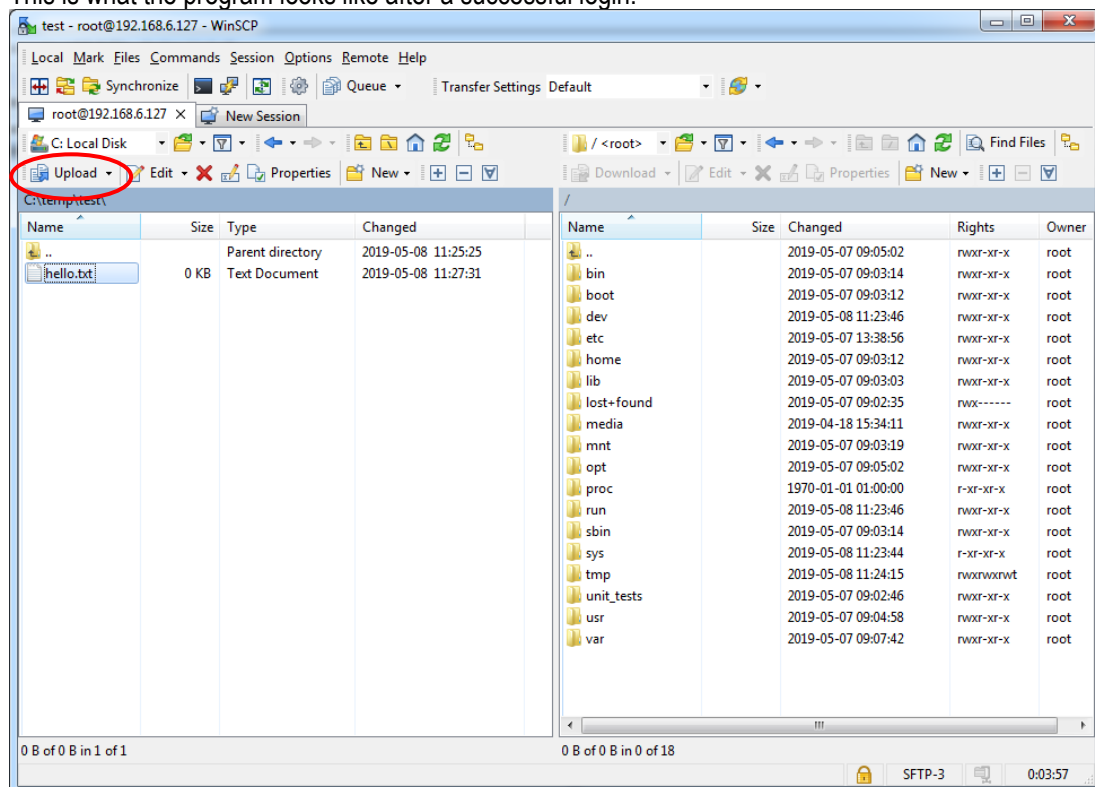 This is what the program looks like after a successful login.
test - root@192.168.6.127 - WinSCP
Local Mark Files Commands Session Options Remote Help
Synchronize Queue Transfer Settings Default
root@192.168.6.127 × New Session
C: Local Disk / <root> Find Files
Upload Edit Properties New Download Edit Properties New
C:\temp\test\ /
Name Size Type Changed Name Size Changed Rights Owner
.. Parent directory 2019-05-08 11:25:25 .. 2019-05-07 09:05:02 rwxr-xr-x root
hello.txt 0 KB Text Document 2019-05-08 11:27:31 bin 2019-05-07 09:03:14 rwxr-xr-x root
boot 2019-05-07 09:03:12 rwxr-xr-x root
dev 2019-05-08 11:23:46 rwxr-xr-x root
etc 2019-05-07 13:38:56 rwxr-xr-x root
home 2019-05-07 09:03:12 rwxr-xr-x root
lib 2019-05-07 09:03:03 rwxr-xr-x root
lost+found 2019-05-07 09:02:35 rwx------ root
media 2019-04-18 15:34:11 rwxr-xr-x root
mnt 2019-05-07 09:03:19 rwxr-xr-x root
opt 2019-05-07 09:05:02 rwxr-xr-x root
proc 1970-01-01 01:00:00 r-xr-xr-x root
run 2019-05-08 11:23:46 rwxr-xr-x root
sbin 2019-05-07 09:03:14 rwxr-xr-x root
sys 2019-05-08 11:23:44 r-xr-xr-x root
tmp 2019-05-08 11:24:15 rwxrwxrwt root
unit_tests 2019-05-07 09:02:46 rwxr-xr-x root
usr 2019-05-07 09:04:58 rwxr-xr-x root
var 2019-05-07 09:07:42 rwxr-xr-x root
0 B of 0 B in 1 of 1 0 B of 0 B in 0 of 18
SFTP-3 0:03:57